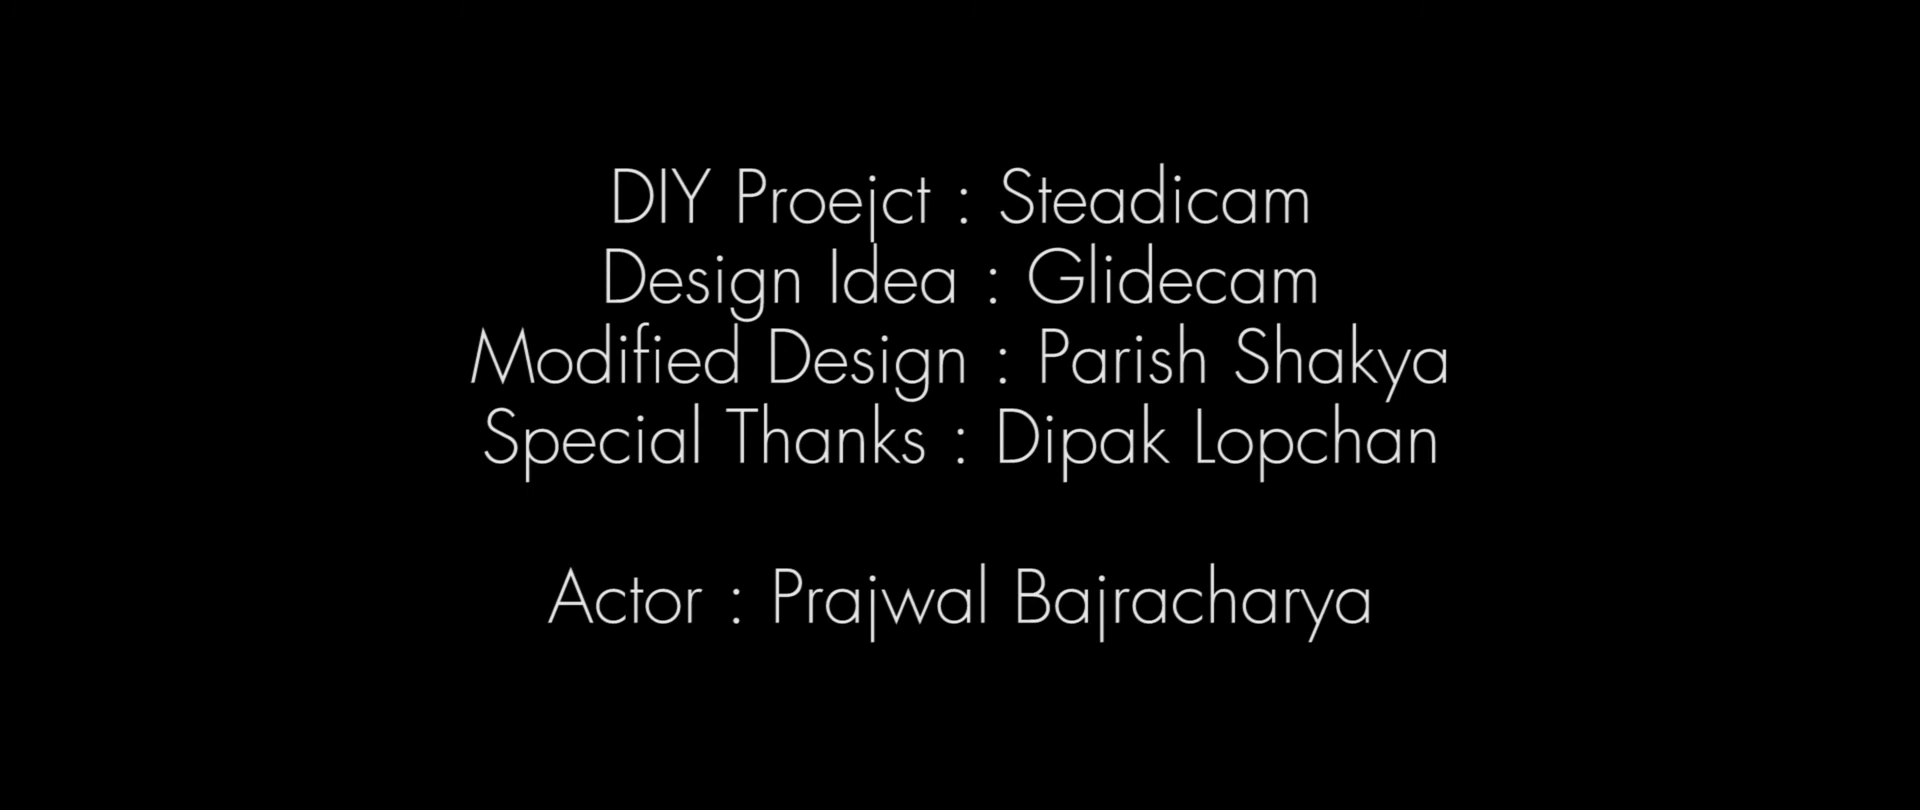 DIY Proejct : Steadicam
Design Idea : Glidecam
Modified Design : Parish Shakya
Special Thanks : Dipak Lopchan
Actor : Prajwal Bajracharya